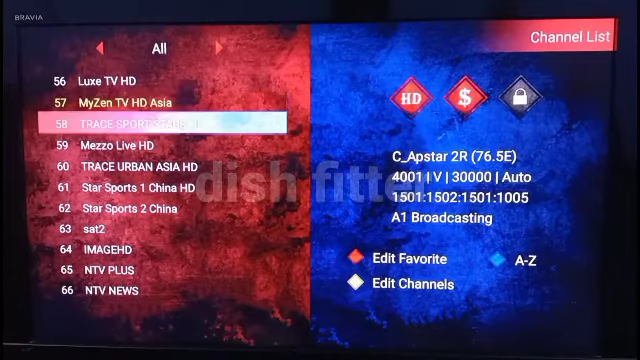 BRAVIA
Channel List
All
56 Luxe TV HD
57 MyZen TV HD Asia
58 TRACE SPORT
59 Mezzo Live HD
60 TRACE URBAN ASIA HD
61 Star Sports 1 China HD
62 Star Sports 2 China
63 sat2
64 IMAGEHD
65 NTV PLUS
66 NTV NEWS
HD $
C_Apstar 2R (76.5E)
4001 | V | 30000 | Auto
1501:1502:1501:1005
A1 Broadcasting
Edit Favorite
A-Z
Edit Channels
dish fitter